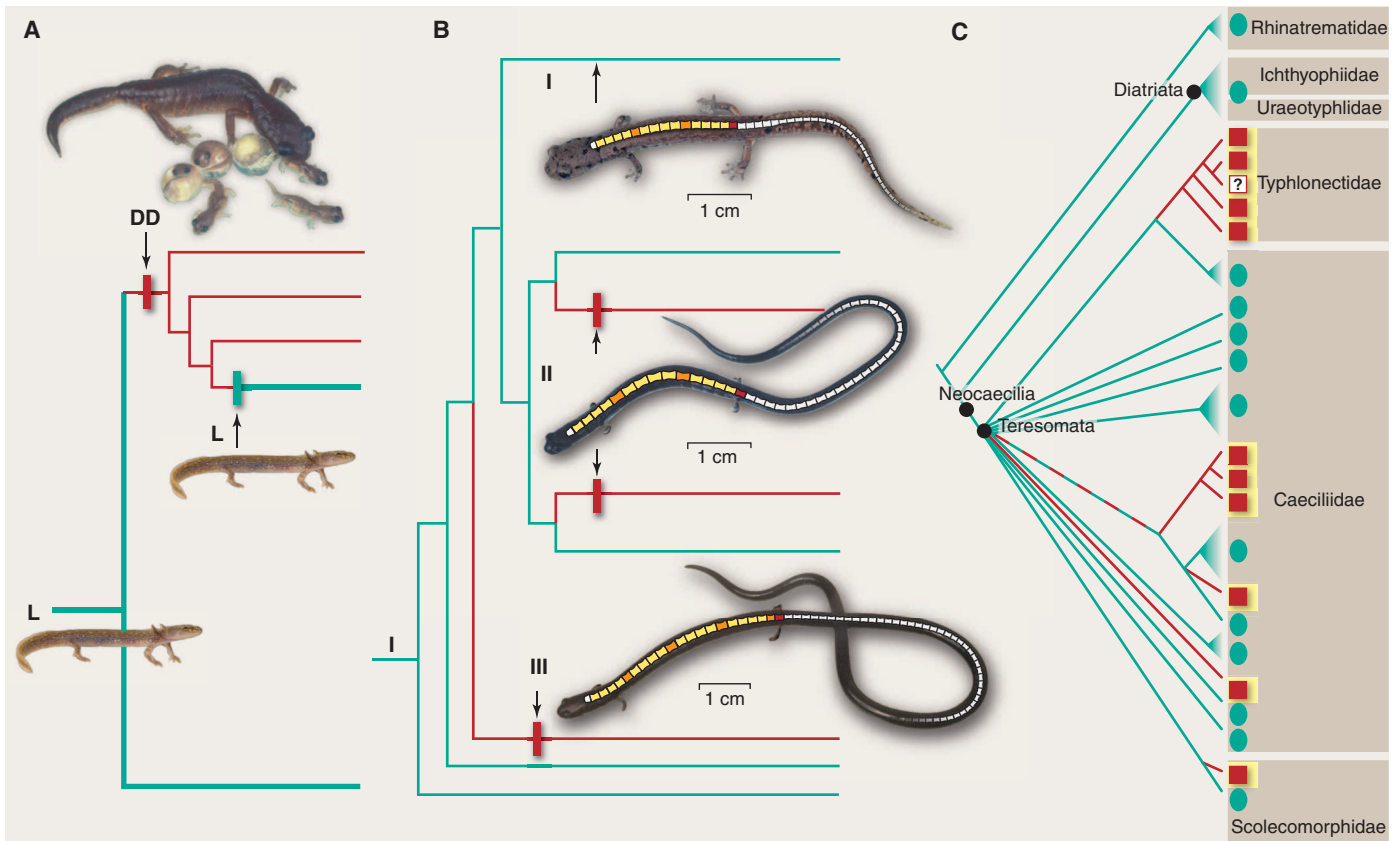 A
DD
L
L
B
I
1 cm
II
1 cm
I
III
1 cm
C
Rhinatrematidae
Diatriata
Ichthyophiidae
Uraeotyphlidae
?
Typhlonectidae
Neocaecilia
Teresomata
Caeciliidae
Scolecomorphidae